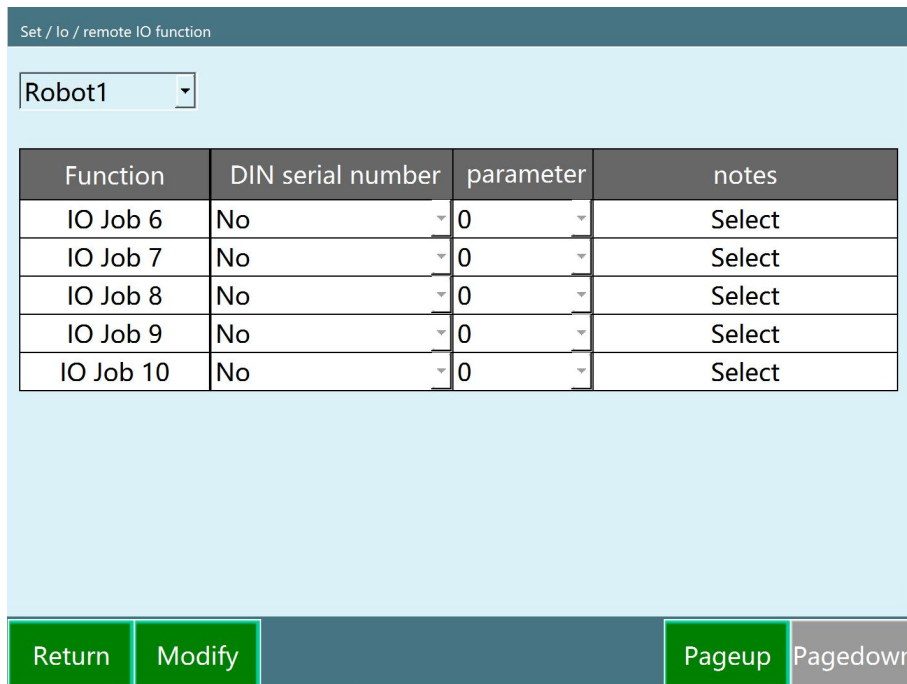 Set / Io / remote IO function
Robot1
Function DIN serial number parameter notes
IO Job 6 No 0 Select
IO Job 7 No 0 Select
IO Job 8 No 0 Select
IO Job 9 No 0 Select
IO Job 10 No 0 Select
Return Modify Pageup Pagedown